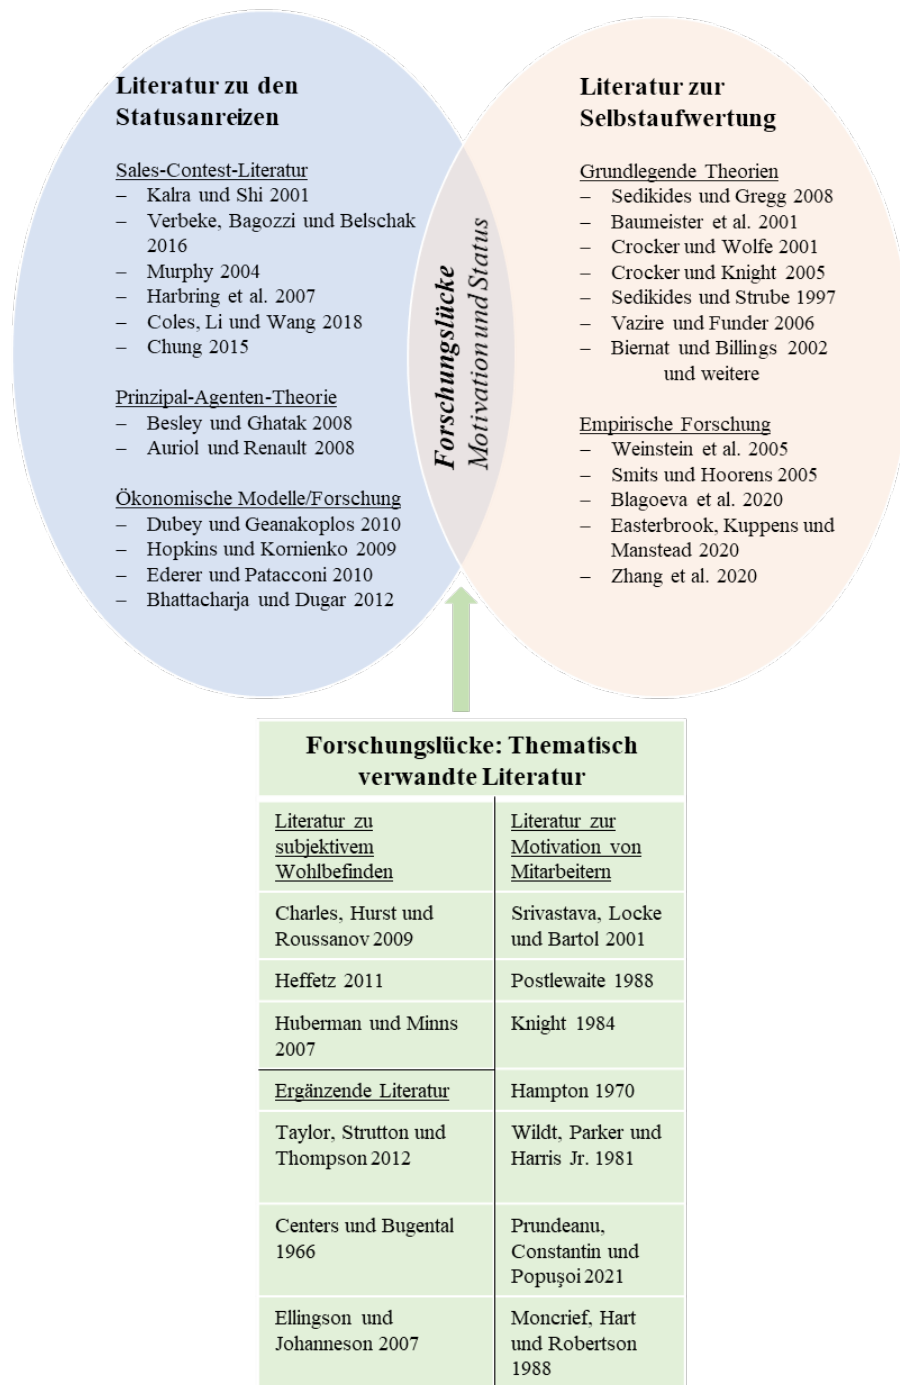 Literatur zu den
Statusanreizen
Sales-Contest-Literatur
– Kalra und Shi 2001
– Verbeke, Bagozzi und Belschak
2016
– Murphy 2004
– Harbring et al. 2007
– Coles, Li und Wang 2018
– Chung 2015
Prinzipal-Agenten-Theorie
– Besley und Ghatak 2008
– Auriol und Renault 2008
Ökonomische Modelle/Forschung
– Dubey und Geanakoplos 2010
– Hopkins und Kornienko 2009
– Ederer und Patacconi 2010
– Bhattacharja und Dugar 2012
Forschungslücke
Motivation und Status
Literatur zur
Selbstaufwertung
Grundlegende Theorien
– Sedikides und Gregg 2008
– Baumeister et al. 2001
– Crocker und Wolfe 2001
– Crocker und Knight 2005
– Sedikides und Strube 1997
– Vazire und Funder 2006
– Biernat und Billings 2002
und weitere
Empirische Forschung
– Weinstein et al. 2005
– Smits und Hoorens 2005
– Blagoeva et al. 2020
– Easterbrook, Kuppens und
Manstead 2020
– Zhang et al. 2020
Forschungslücke: Thematisch
verwandte Literatur
Literatur zu
subjektivem
Wohlbefinden
Literatur zur
Motivation von
Mitarbeitern
Charles, Hurst und
Roussanov 2009
Srivastava, Locke
und Bartol 2001
Heffetz 2011
Postlewaite 1988
Huberman und Minns
2007
Knight 1984
Ergänzende Literatur
Hampton 1970
Taylor, Strutton und
Thompson 2012
Wildt, Parker und
Harris Jr. 1981
Centers und Bugental
1966
Prundeanu,
Constantin und
Popuşoi 2021
Ellingson und
Johanneson 2007
Moncrief, Hart
und Robertson
1988